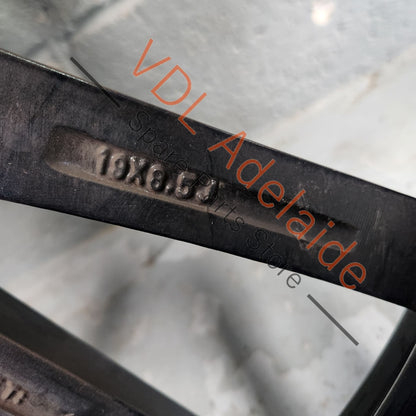 VDL Adelaide
Spare Parts Store
19X8.5J